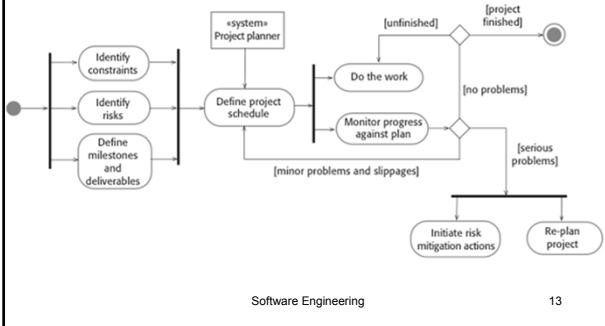 [project
finished]
[unfinished]
«system»
Project planner
Identify
constraints
Do the work
[no problems]
Identify
risks
Define project
schedule
Monitor progress
against plan
Define
milestones
and
deliverables
[minor problems and slippages]
[serious
problems]
Initiate risk
mitigation actions
Re-plan
project
Software Engineering
13